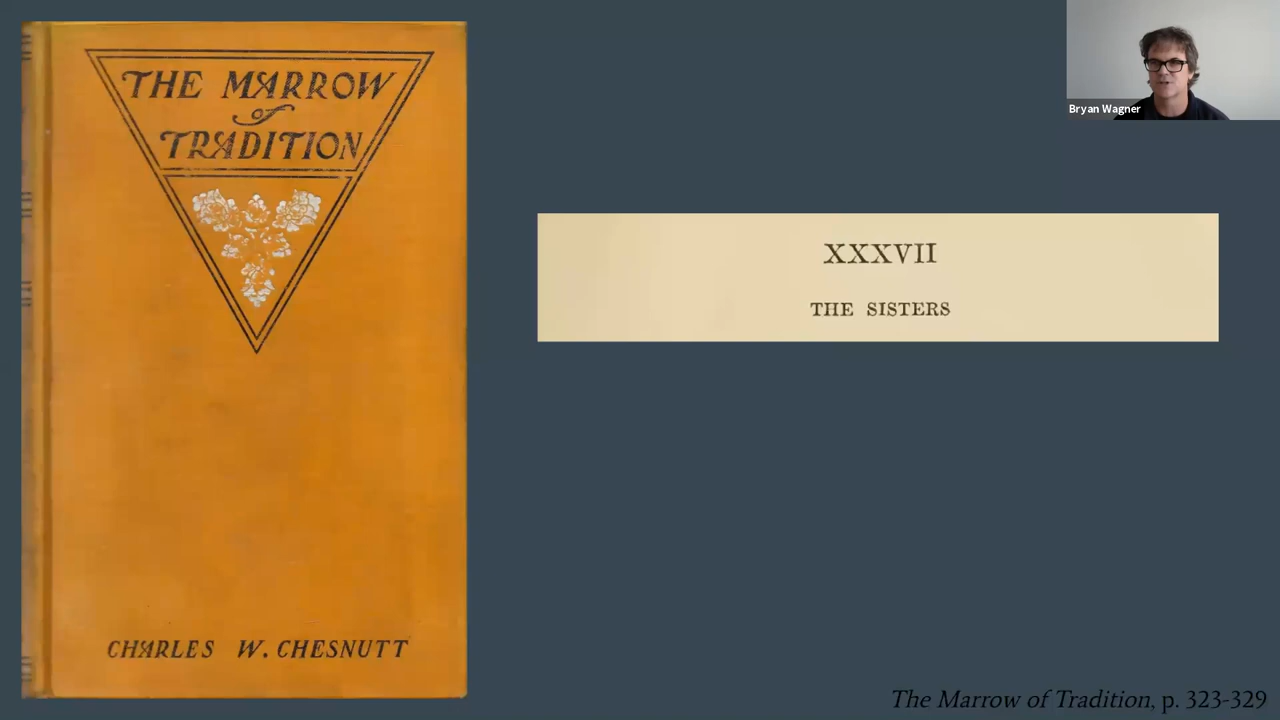 THE MARROW
of
TRADITION
CHARLES W. CHESNUTT
Bryan Wagner
XXXVII
THE SISTERS
The Marrow of Tradition, p. 323-329